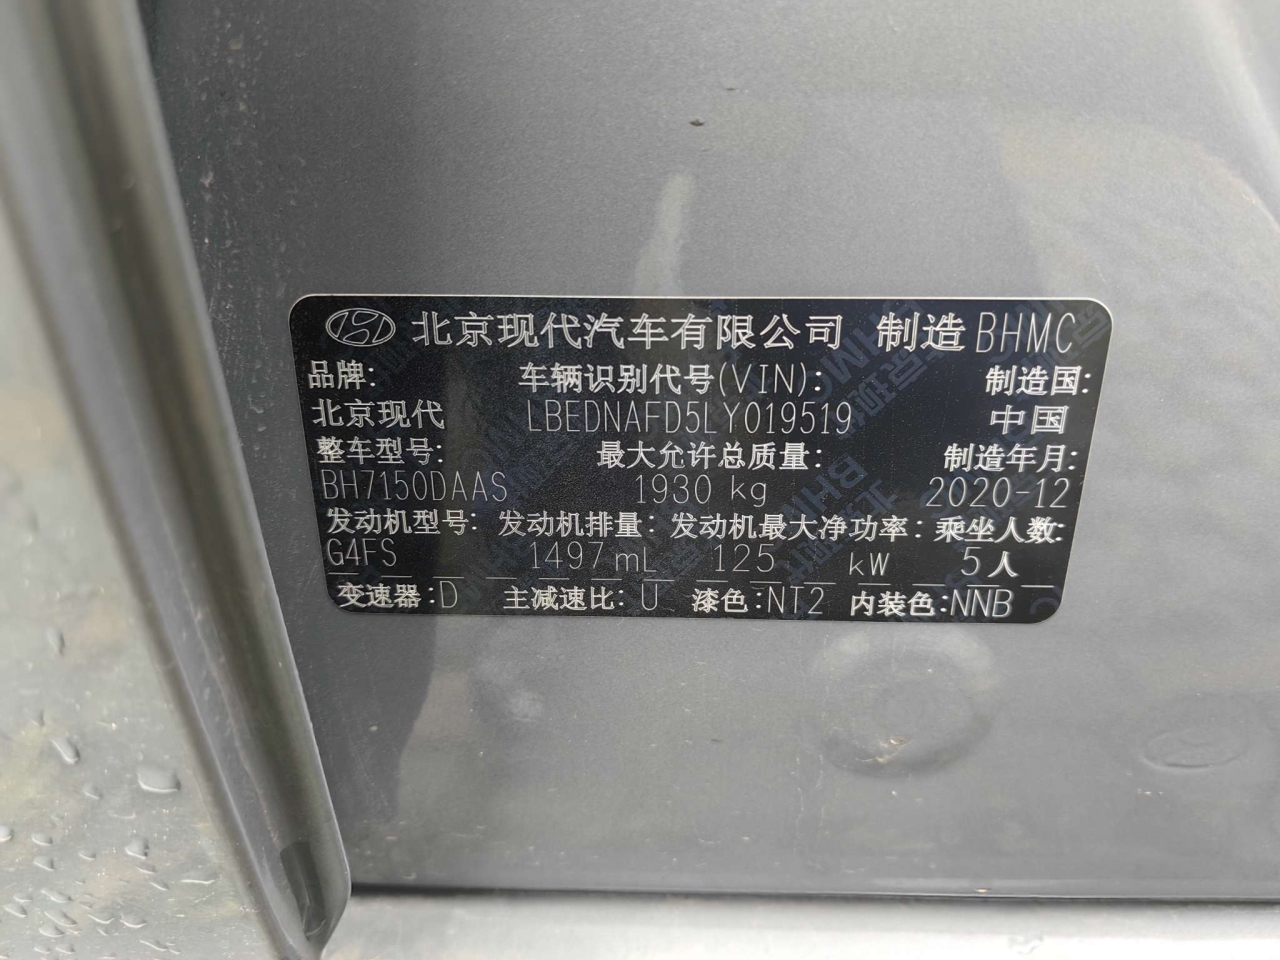 北京现代汽车有限公司 制造 BHMC
品牌: 车辆识别代号(VIN): 制造国:
北京现代 LBEDNAFD5LY019519 中国
整车型号: 最大允许总质量: 制造年月:
BH7150DAAS 1930 kg 2020-12
发动机型号: 发动机排量: 发动机最大净功率: 乘坐人数:
G4FS 1497 mL 125 kW 5 人
变速器:D 主减速比: U 漆色:NT2 内装色:NNB